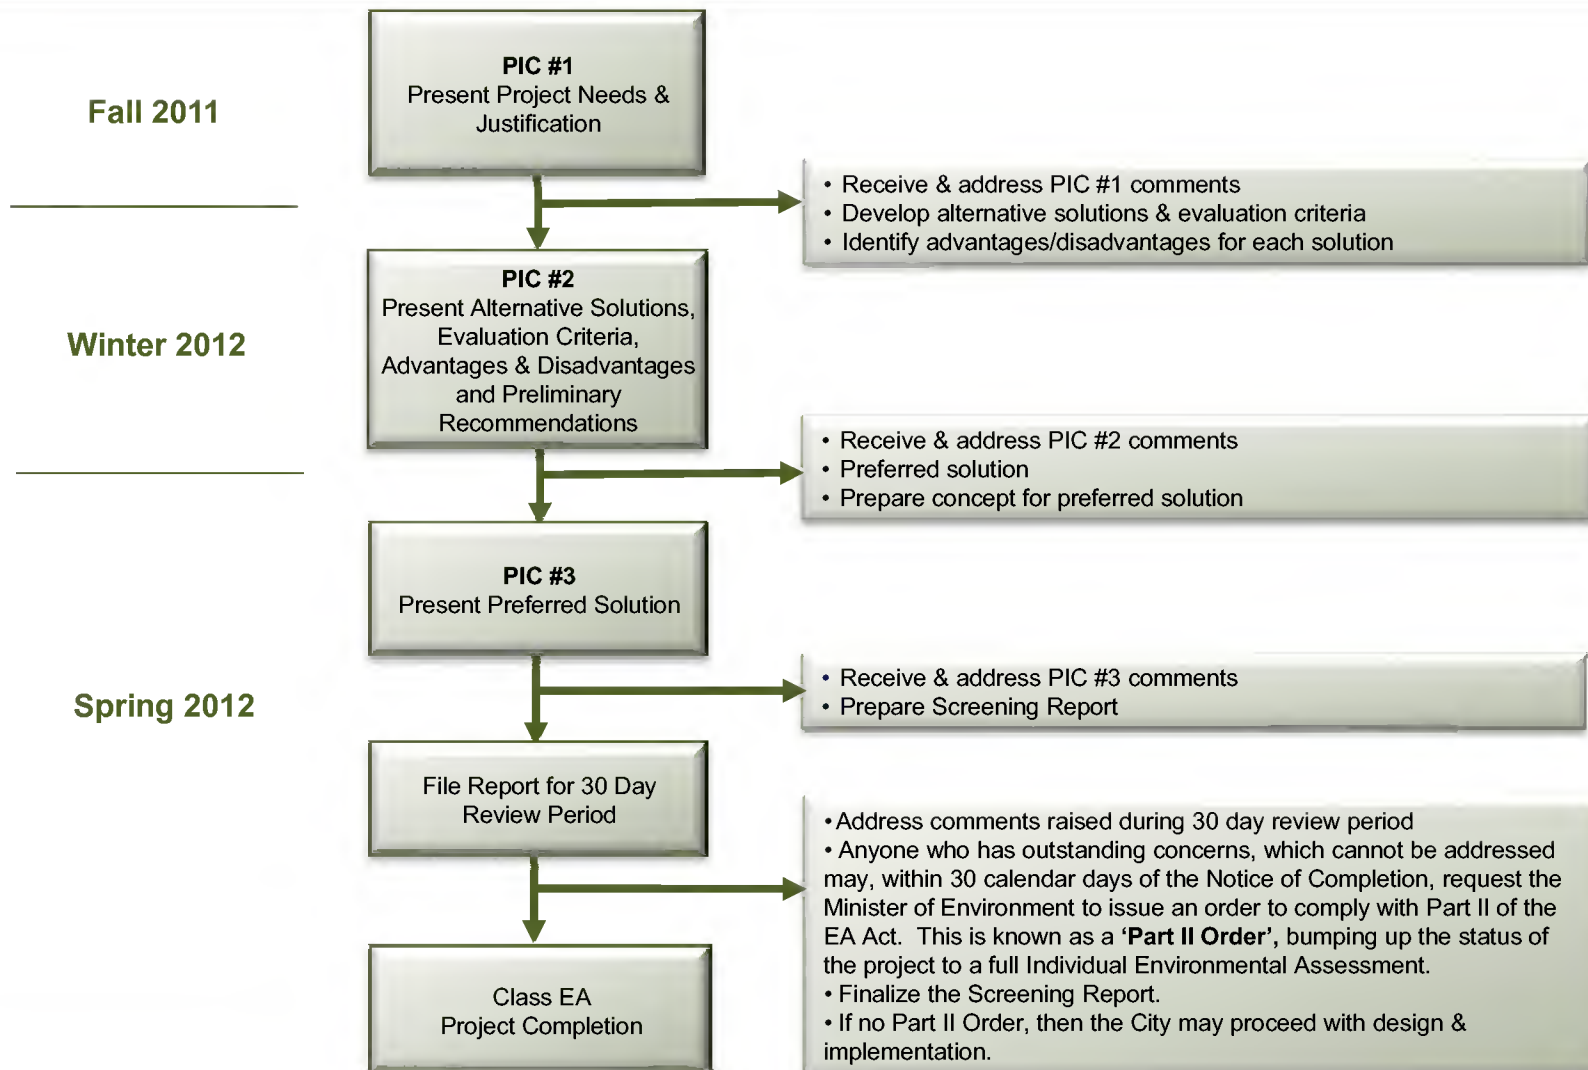 Fall 2011
PIC #1
Present Project Needs &
Justification
• Receive & address PIC #1 comments
• Develop alternative solutions & evaluation criteria
• Identify advantages/disadvantages for each solution
Winter 2012
PIC #2
Present Alternative Solutions,
Evaluation Criteria,
Advantages & Disadvantages
and Preliminary
Recommendations
• Receive & address PIC #2 comments
• Preferred solution
• Prepare concept for preferred solution
Spring 2012
PIC #3
Present Preferred Solution
• Receive & address PIC #3 comments
• Prepare Screening Report
File Report for 30 Day
Review Period
•Address comments raised during 30 day review period
• Anyone who has outstanding concerns, which cannot be addressed
may, within 30 calendar days of the Notice of Completion, request the
Minister of Environment to issue an order to comply with Part II of the
EA Act.  This is known as a ‘Part II Order’, bumping up the status of
the project to a full Individual Environmental Assessment.
• Finalize the Screening Report.
• If no Part II Order, then the City may proceed with design &
implementation.
Class EA
Project Completion